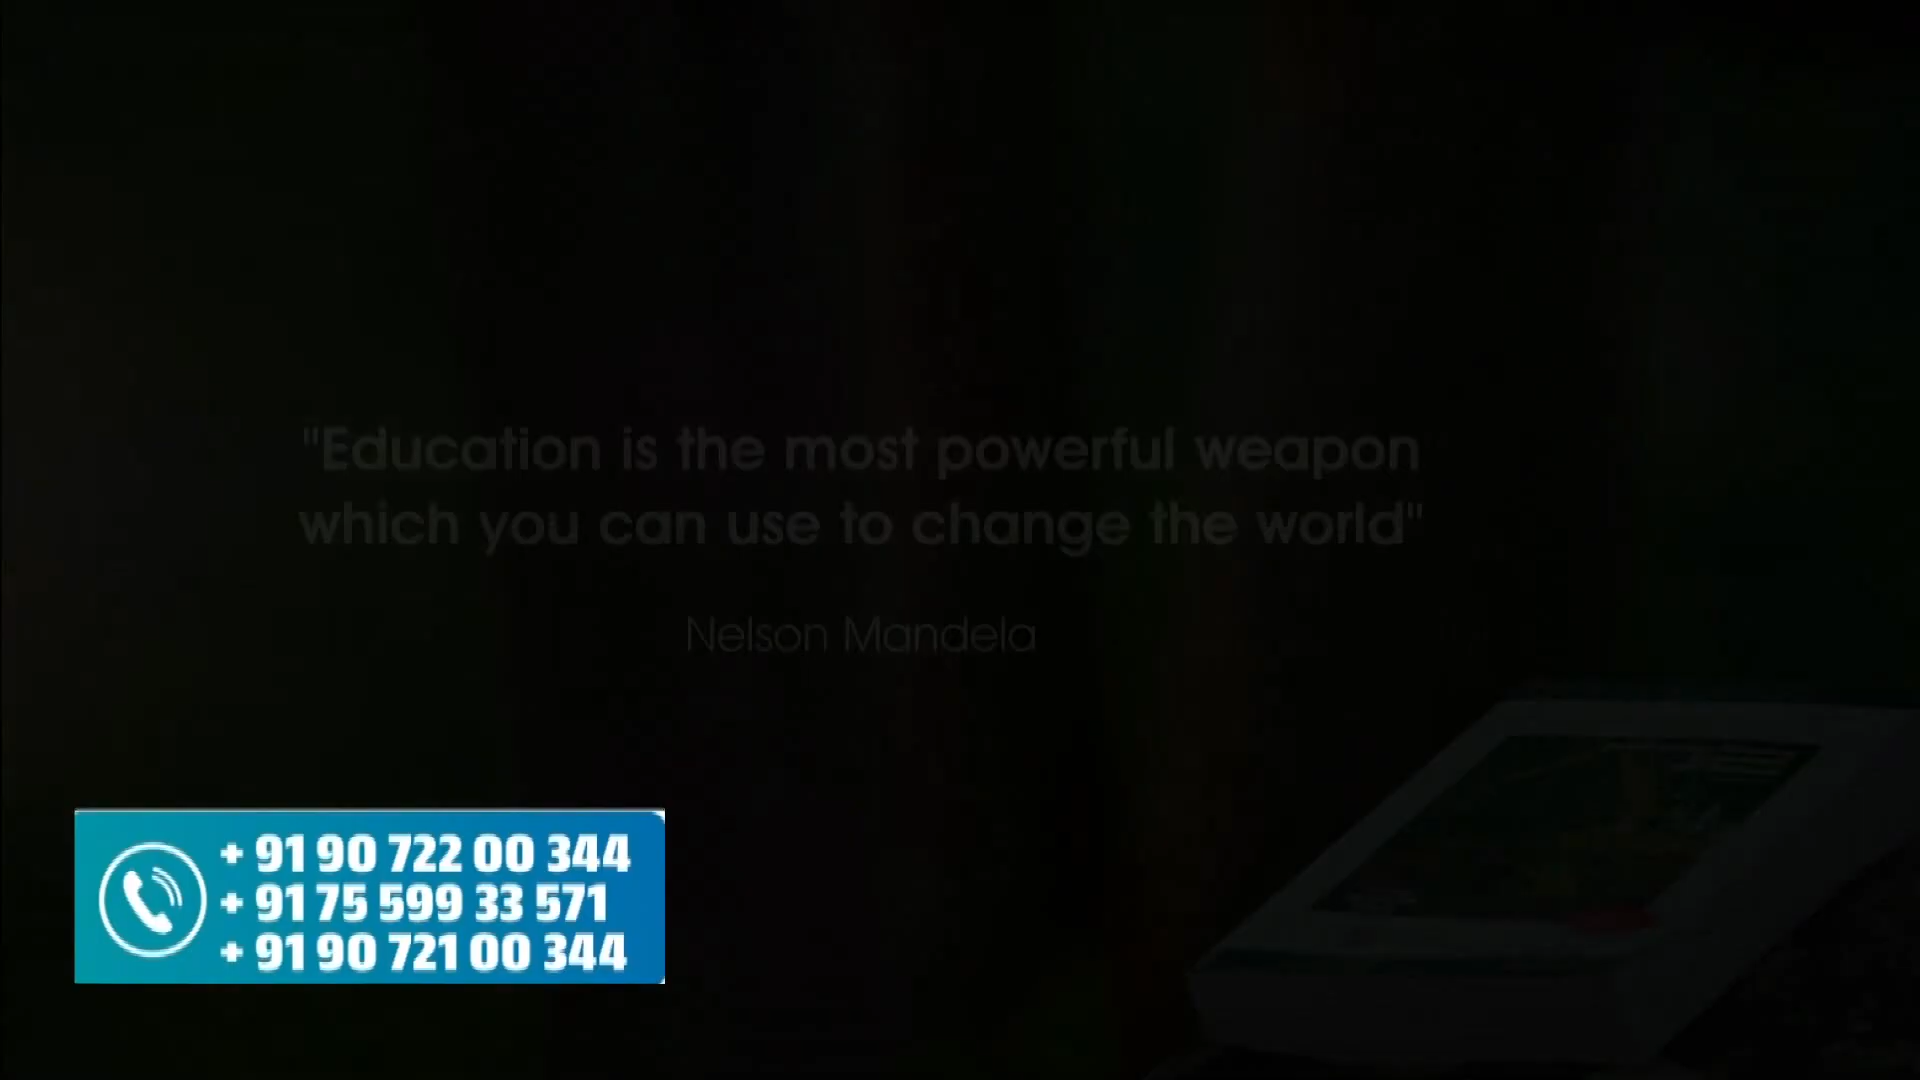 "Education is the most powerful weapon
which you can use to change the world"
Nelson Mandela
+ 91 90 722 00 344
+ 91 75 599 33 571
+ 91 90 721 00 344